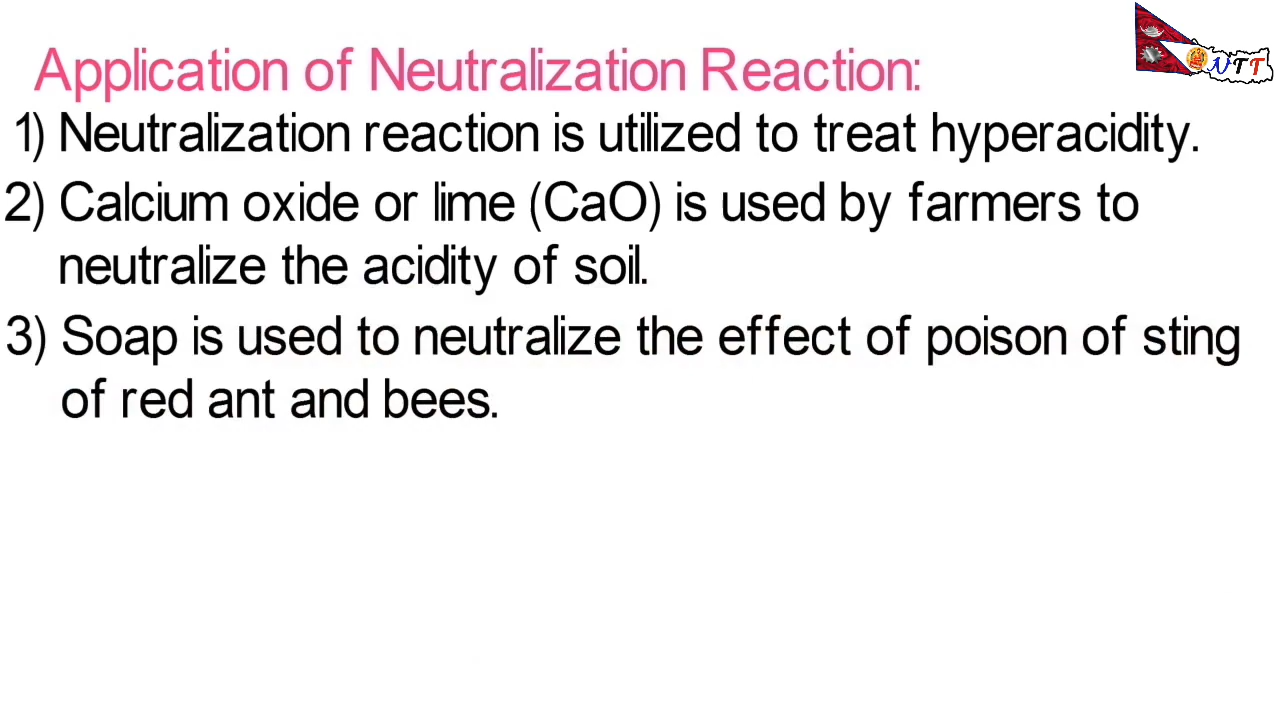 NTT
Application of Neutralization Reaction:
1) Neutralization reaction is utilized to treat hyperacidity.
2) Calcium oxide or lime (CaO) is used by farmers to
neutralize the acidity of soil.
3) Soap is used to neutralize the effect of poison of sting
of red ant and bees.